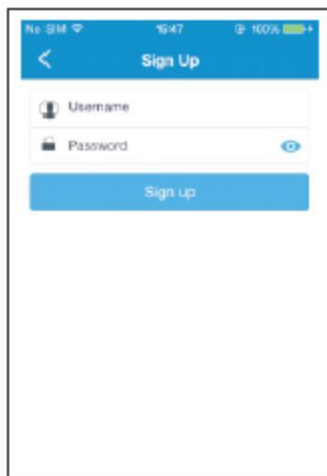 No SIM 16:47 100%
Sign Up
Username
Password
Sign up